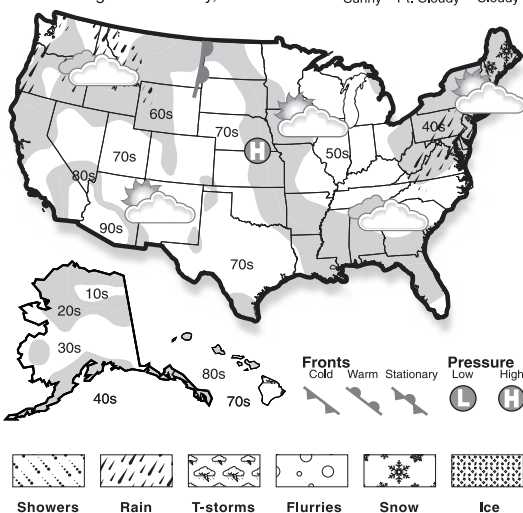 Sunny Pt. Cloudy Cloudy
60s
70s
40s
70s
50s
80s
90s
70s
10s
20s
30s
40s
80s
70s
H
Fronts
Cold Warm Stationary
Pressure
Low High
L H
Showers Rain T-storms Flurries Snow Ice